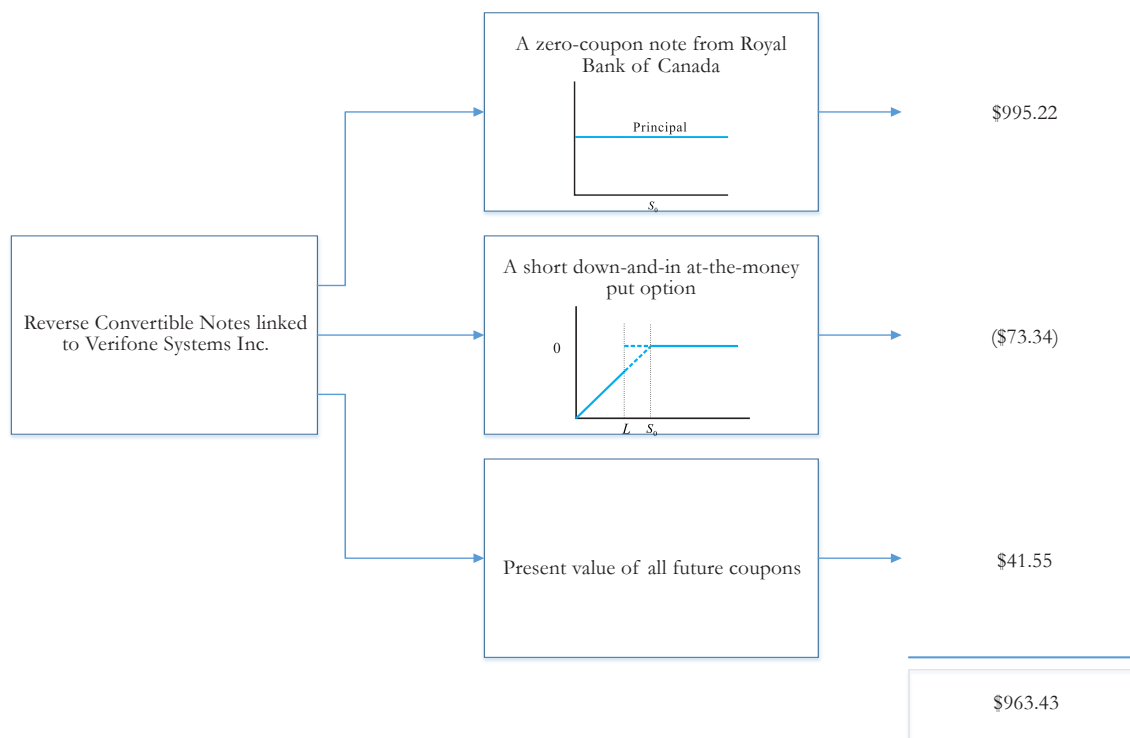 A zero-coupon note from Royal
Bank of Canada
Principal
S₀
$995.22
Reverse Convertible Notes linked
to Verifone Systems Inc.
A short down-and-in at-the-money
put option
0
L S₀
($73.34)
Present value of all future coupons
$41.55
$963.43